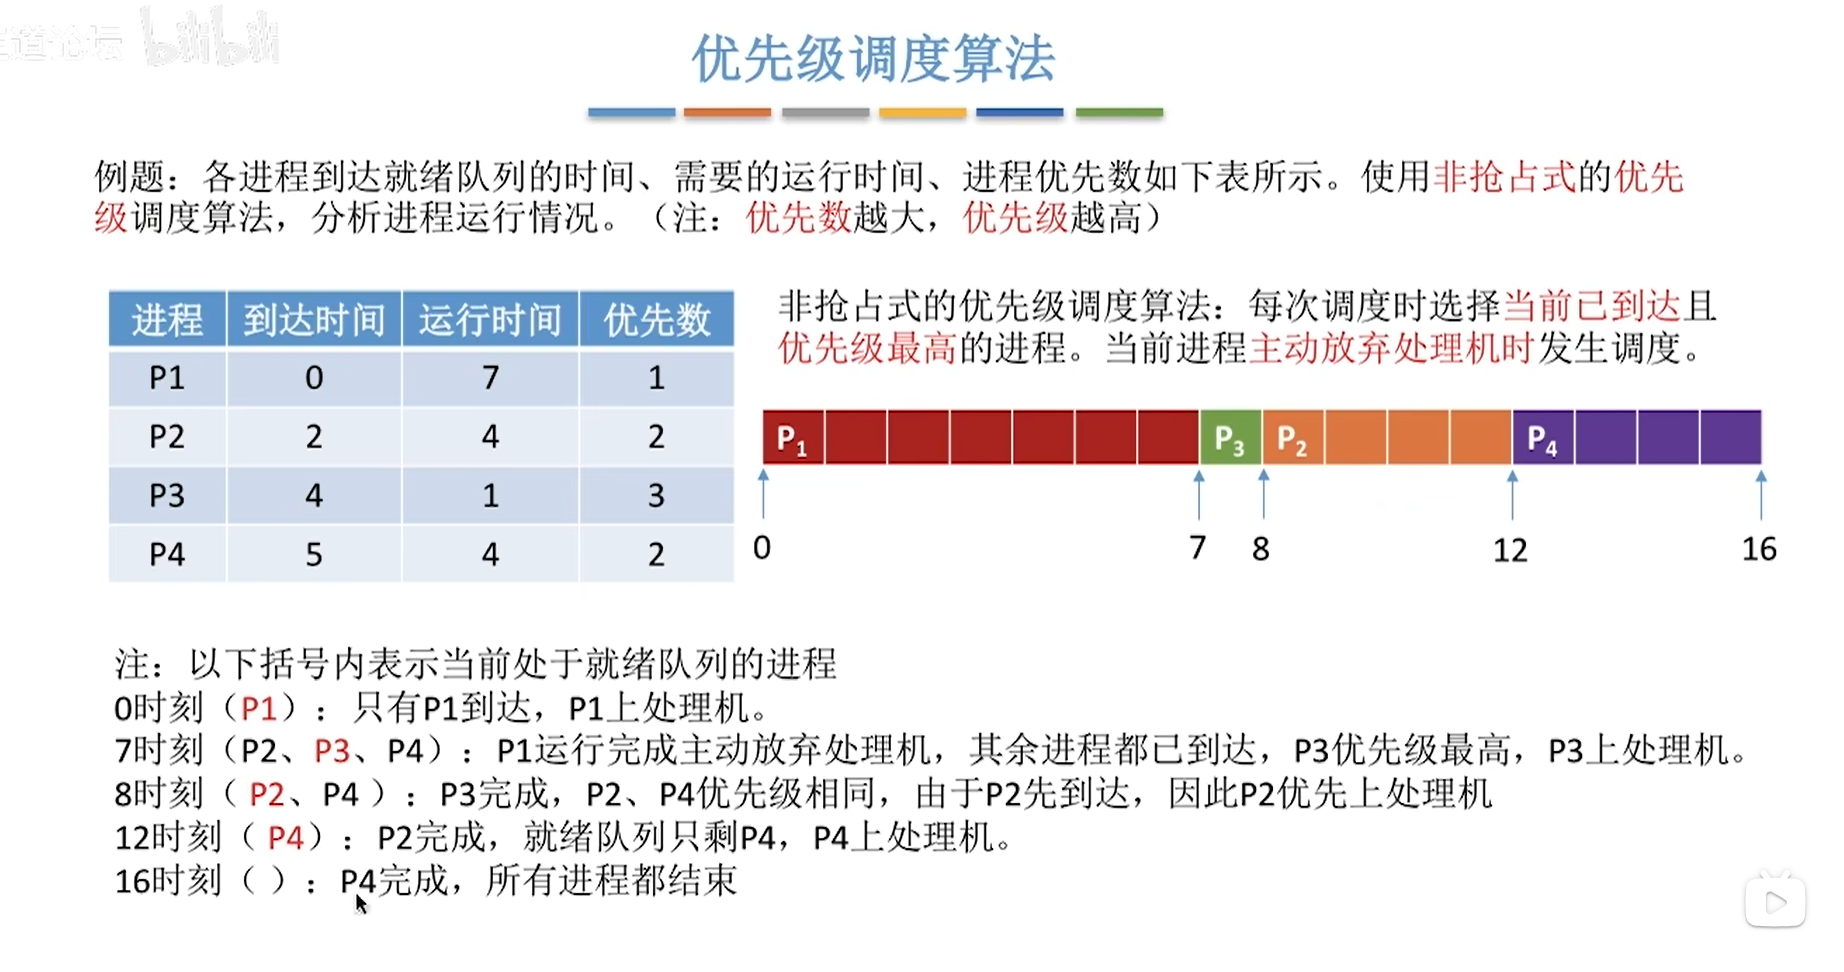 王道论坛 bilibili
优先级调度算法
例题：各进程到达就绪队列的时间、需要的运行时间、进程优先数如下表所示。使用非抢占式的优先
级调度算法，分析进程运行情况。（注：优先数越大，优先级越高）
进程 到达时间 运行时间 优先数
P1 0 7 1
P2 2 4 2
P3 4 1 3
P4 5 4 2
非抢占式的优先级调度算法：每次调度时选择当前已到达且
优先级最高的进程。当前进程主动放弃处理机时发生调度。
P1 P3 P2 P4
0 7 8 12 16
注：以下括号内表示当前处于就绪队列的进程
0时刻（P1）：只有P1到达，P1上处理机。
7时刻（P2、P3、P4）：P1运行完成主动放弃处理机，其余进程都已到达，P3优先级最高，P3上处理机。
8时刻（ P2、P4 ）：P3完成，P2、P4优先级相同，由于P2先到达，因此P2优先上处理机
12时刻（ P4）：P2完成，就绪队列只剩P4，P4上处理机。
16时刻（ ）：P4完成，所有进程都结束